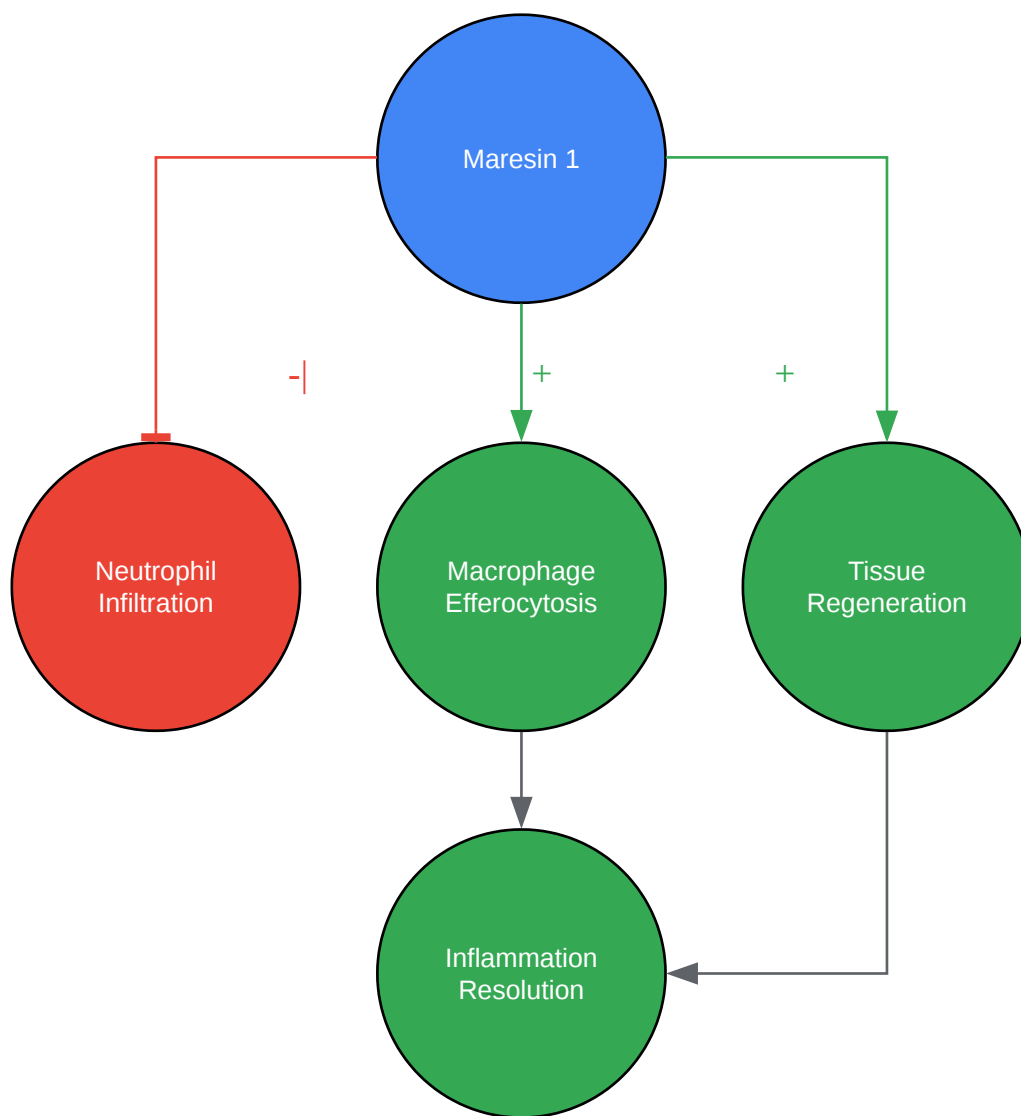 Maresin 1
-|
+
+
Neutrophil
Infiltration
Macrophage
Efferocytosis
Tissue
Regeneration
Inflammation
Resolution